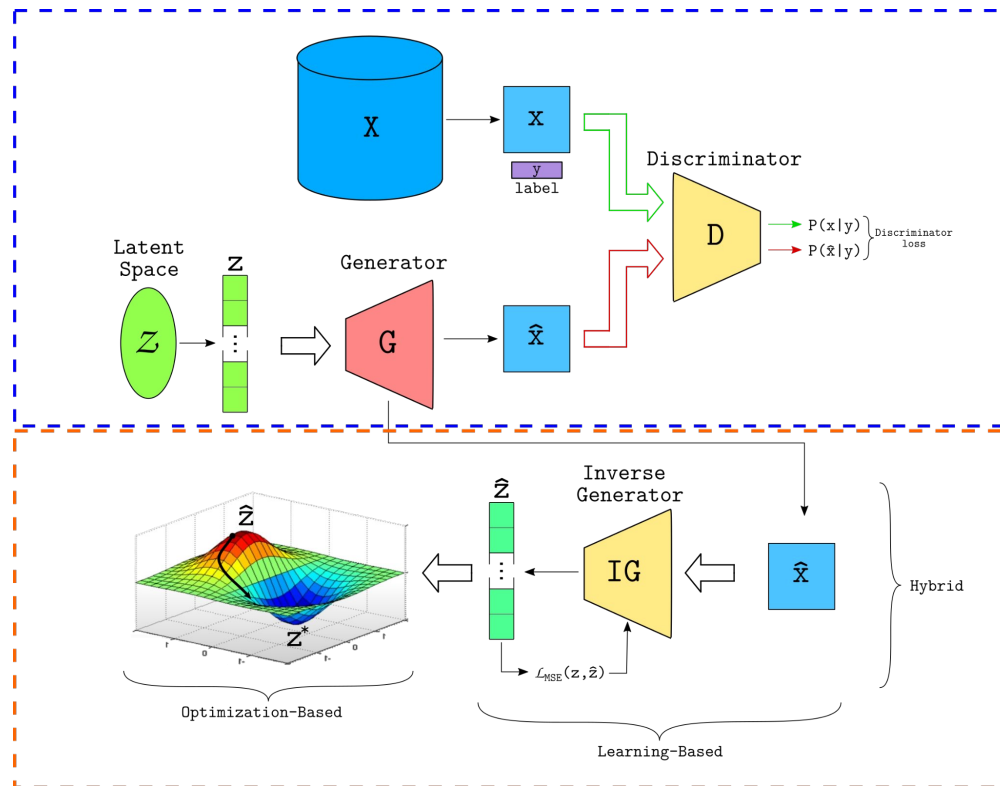 X
x
y
label
Discriminator
D
P(x|y)
P(x̂|y)
Discriminator
loss
Latent
Space
Z
z
⋮
Generator
G
x̂
Inverse
Generator
ẑ
⋮
IG
x̂
Hybrid
ẑ
z*
ℒMSE(z,ẑ)
Optimization-Based
Learning-Based